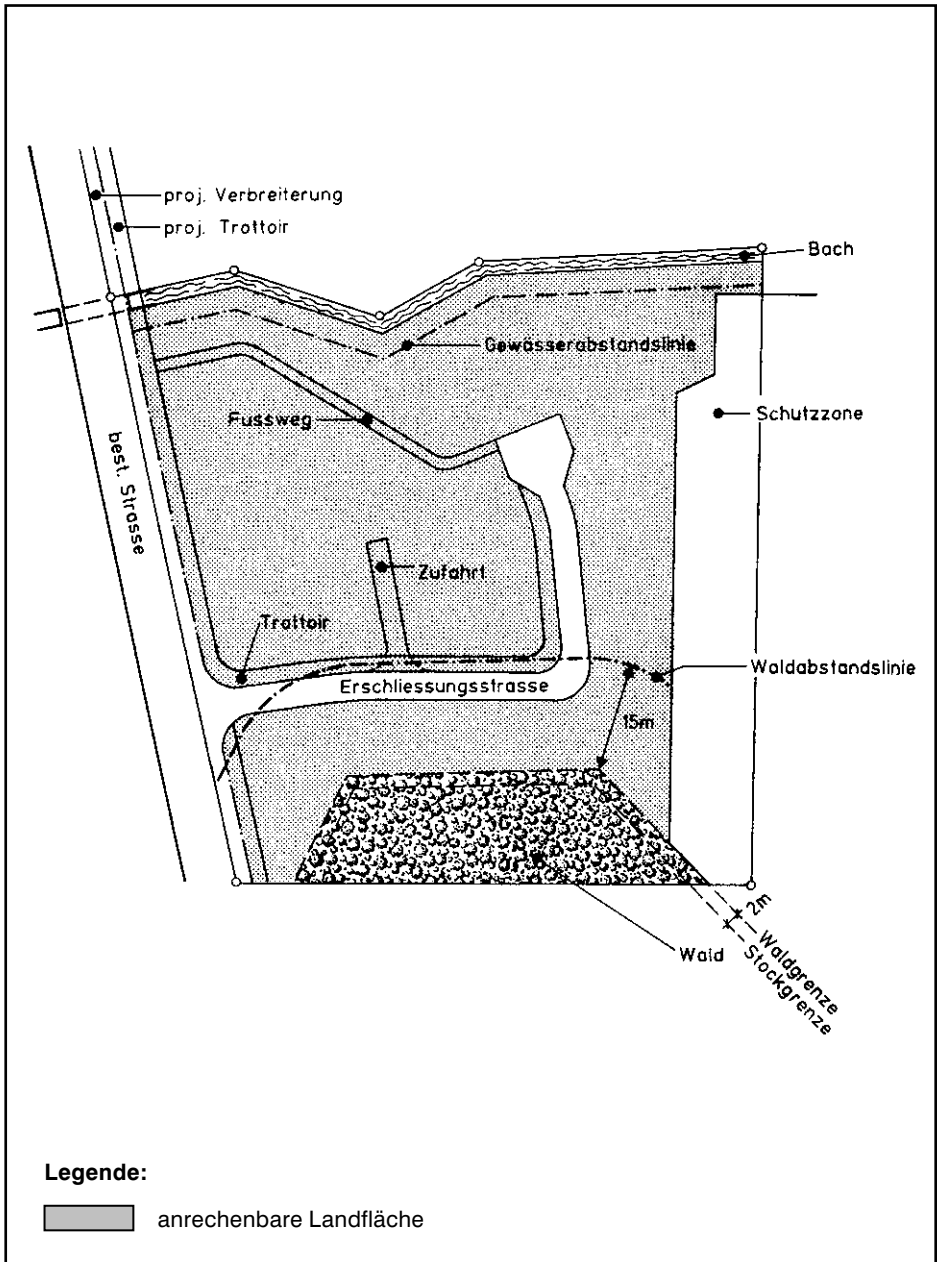 proj. Verbreiterung
proj. Trottoir
Bach
Gewässerabstandslinie
Schutzzone
Fussweg
best. Strasse
Zufahrt
Trottoir
Waldabstandslinie
Erschliessungsstrasse
15m
2m
Waldgrenze
Stockgrenze
Wald
Legende:
anrechenbare Landfläche